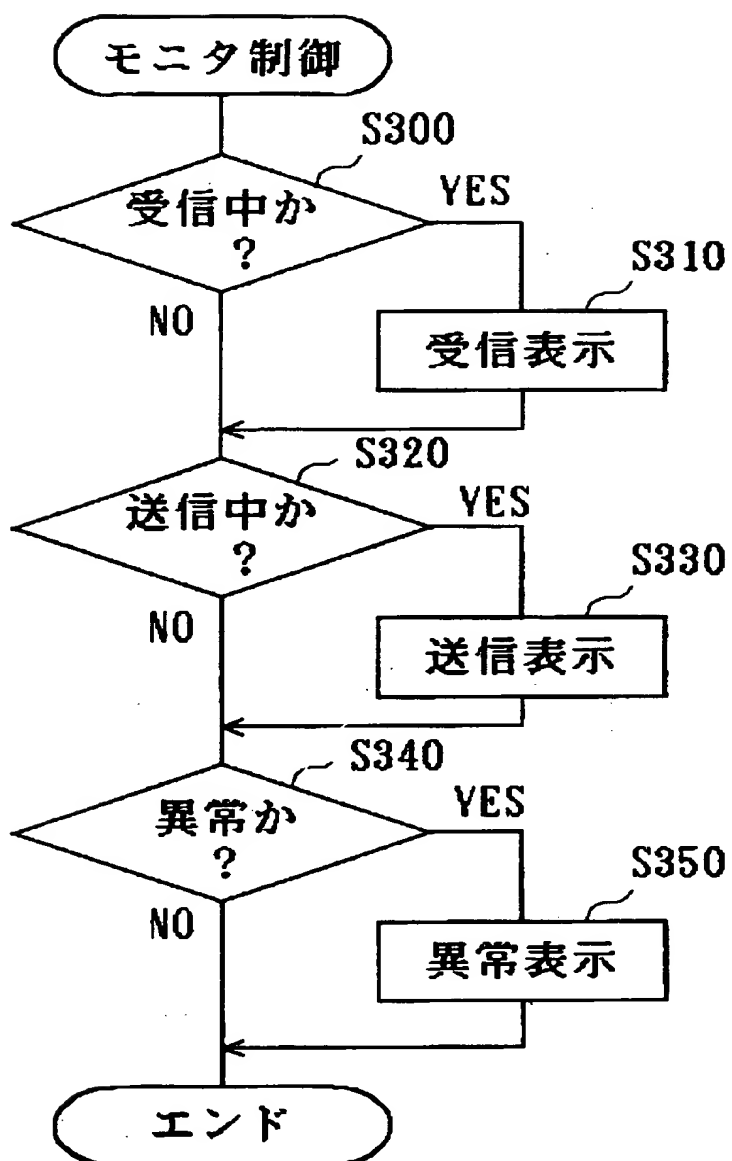 モニタ制御
S300
受信中か
?
YES
S310
NO
受信表示
S320
送信中か
?
YES
S330
NO
送信表示
S340
異常か
?
YES
S350
NO
異常表示
エンド